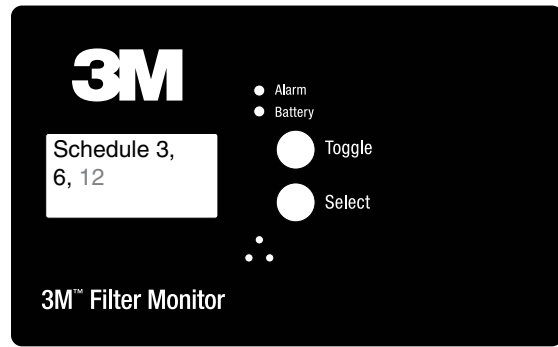 3M
Alarm
Battery
Schedule 3,
6, 12
Toggle
Select
3M™ Filter Monitor